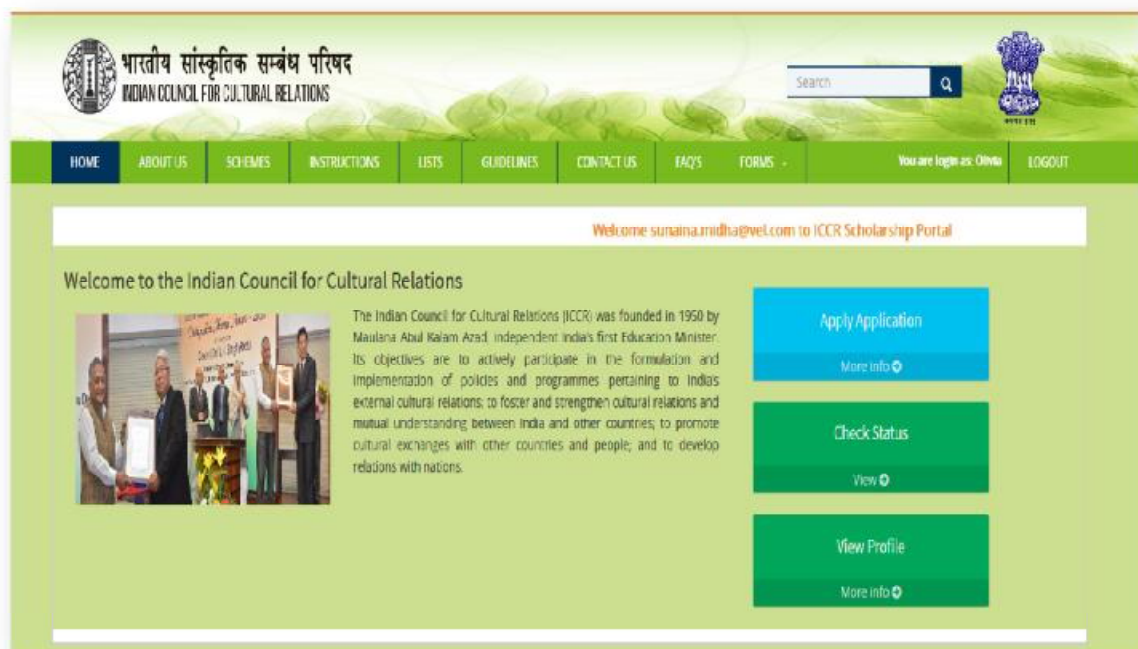 भारतीय सांस्कृतिक सम्बंध परिषद
INDIAN COUNCIL FOR CULTURAL RELATIONS
Search
HOME ABOUT US SCHEMES INSTRUCTIONS LISTS GUIDELINES CONTACT US FAQ'S FORMS You are login as: Olivia LOGOUT
Welcome sunaina.midha@vel.com to ICCR Scholarship Portal
Welcome to the Indian Council for Cultural Relations
The Indian Council for Cultural Relations (ICCR) was founded in 1950 by
Maulana Abul Kalam Azad, independent India's first Education Minister.
Its objectives are to actively participate in the formulation and
implementation of policies and programmes pertaining to India's
external cultural relations; to foster and strengthen cultural relations and
mutual understanding between India and other countries; to promote
cultural exchanges with other countries and people; and to develop
relations with nations.
Apply Application
More info
Check Status
View
View Profile
More info